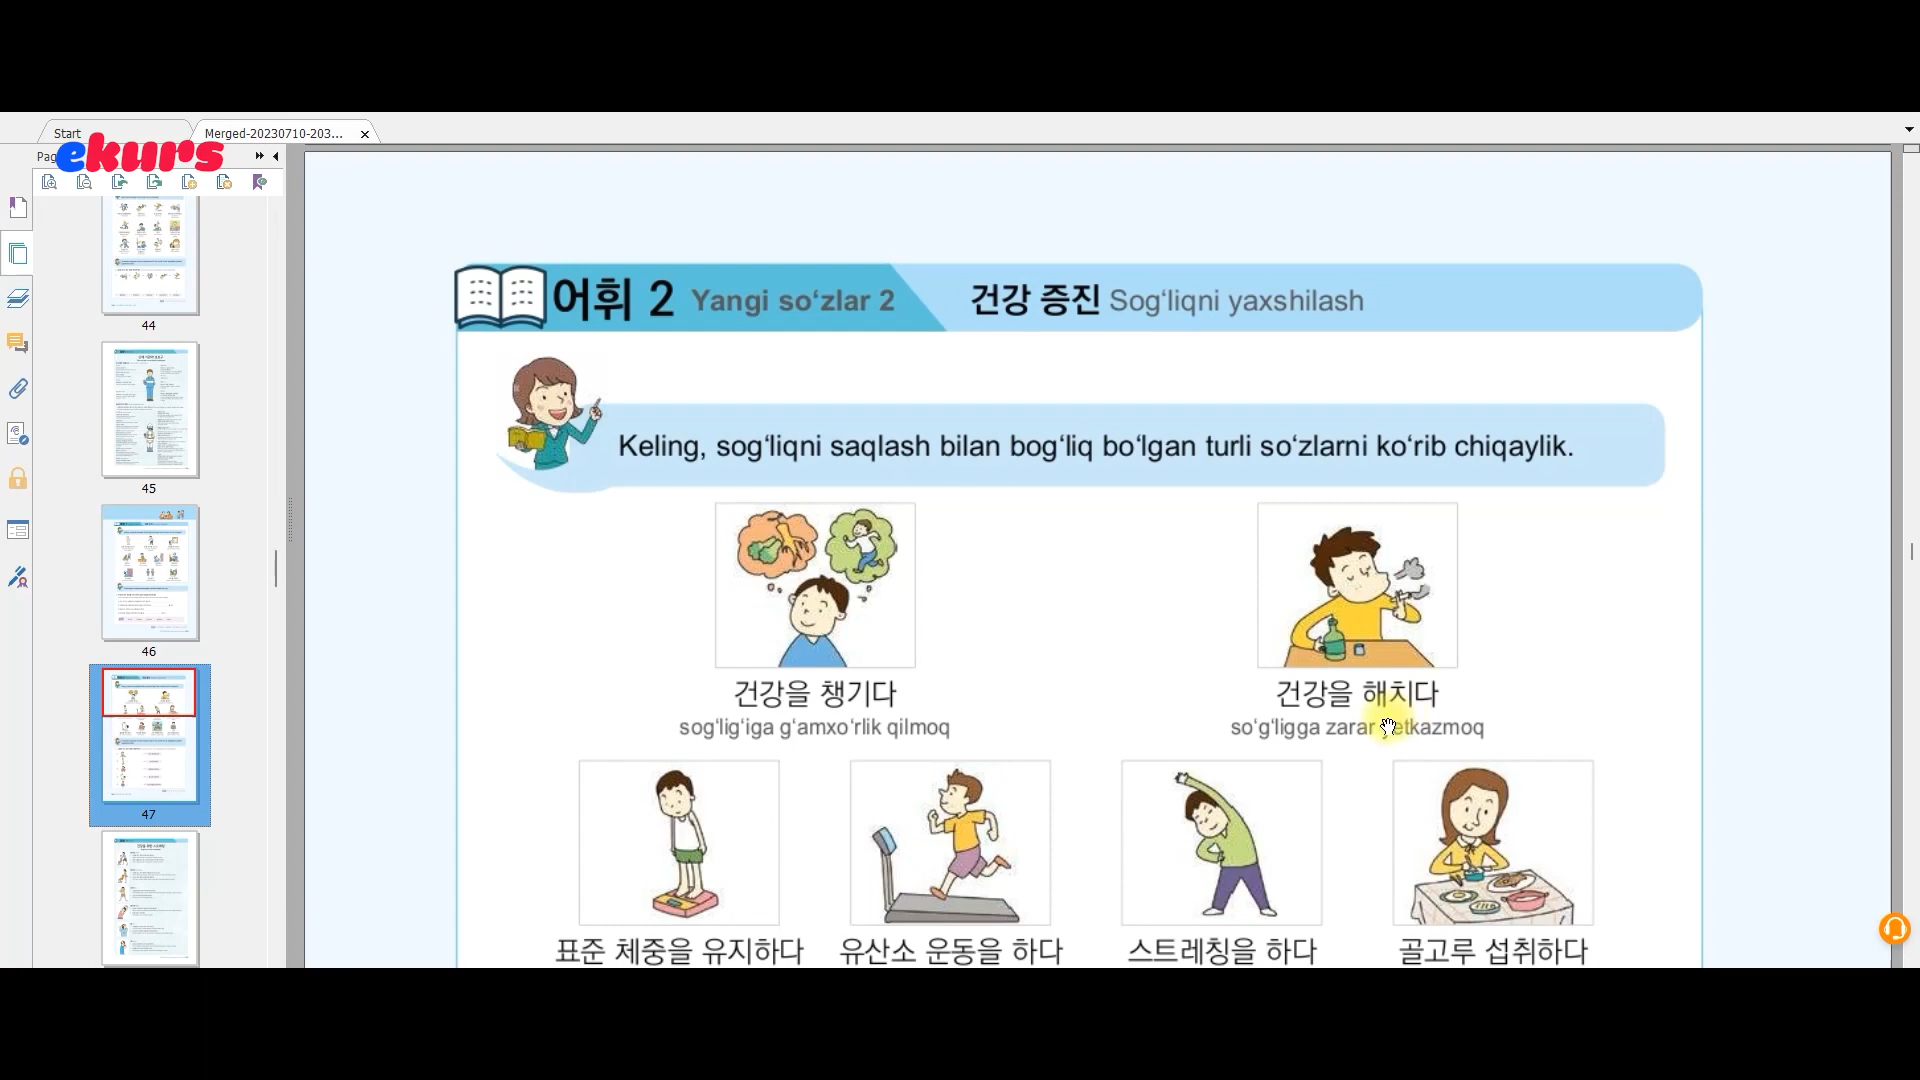 Start
Merged-20230710-203...
ekurs
44
45
46
47
어휘 2 Yangi so‘zlar 2 건강 증진 Sog‘liqni yaxshilash
Keling, sog‘liqni saqlash bilan bog‘liq bo‘lgan turli so‘zlarni ko‘rib chiqaylik.
건강을 챙기다
sog‘lig‘iga g‘amxo‘rlik qilmoq
건강을 해치다
so‘g‘ligga zarar yetkazmoq
표준 체중을 유지하다
유산소 운동을 하다
스트레칭을 하다
골고루 섭취하다